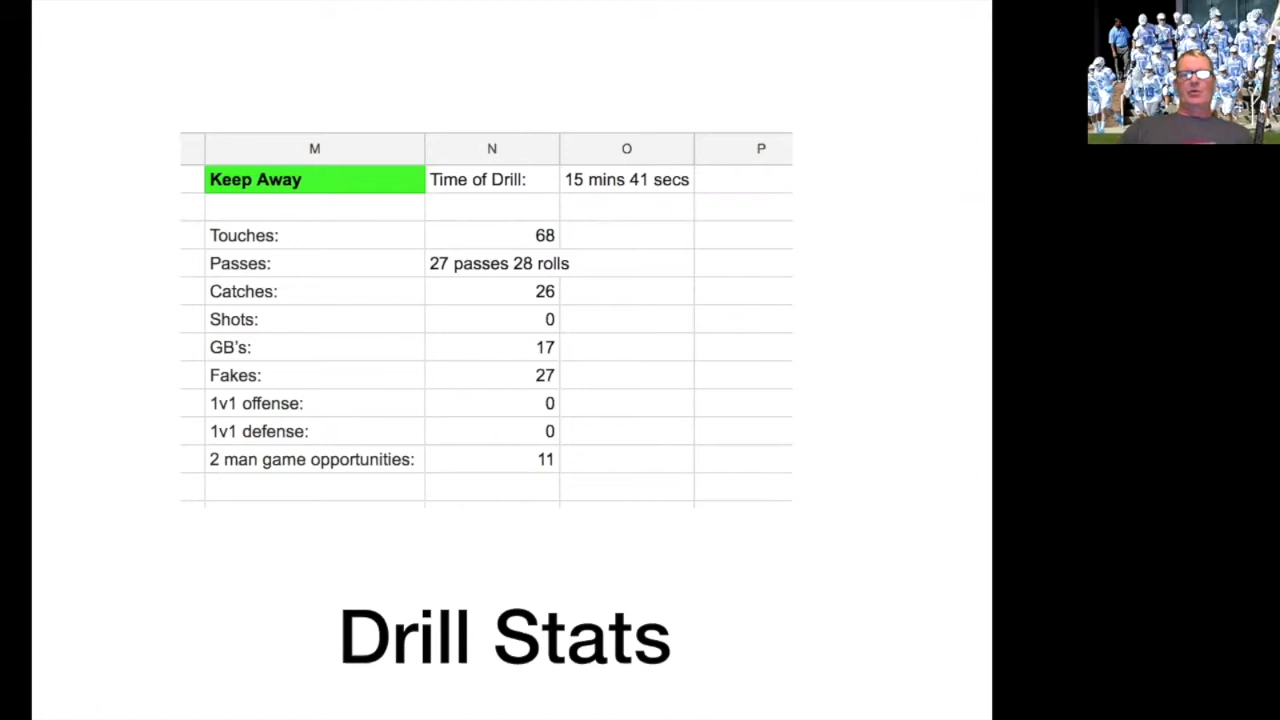 M N O P
Keep Away Time of Drill: 15 mins 41 secs
Touches: 68
Passes: 27 passes 28 rolls
Catches: 26
Shots: 0
GB's: 17
Fakes: 27
1v1 offense: 0
1v1 defense: 0
2 man game opportunities: 11
Drill Stats